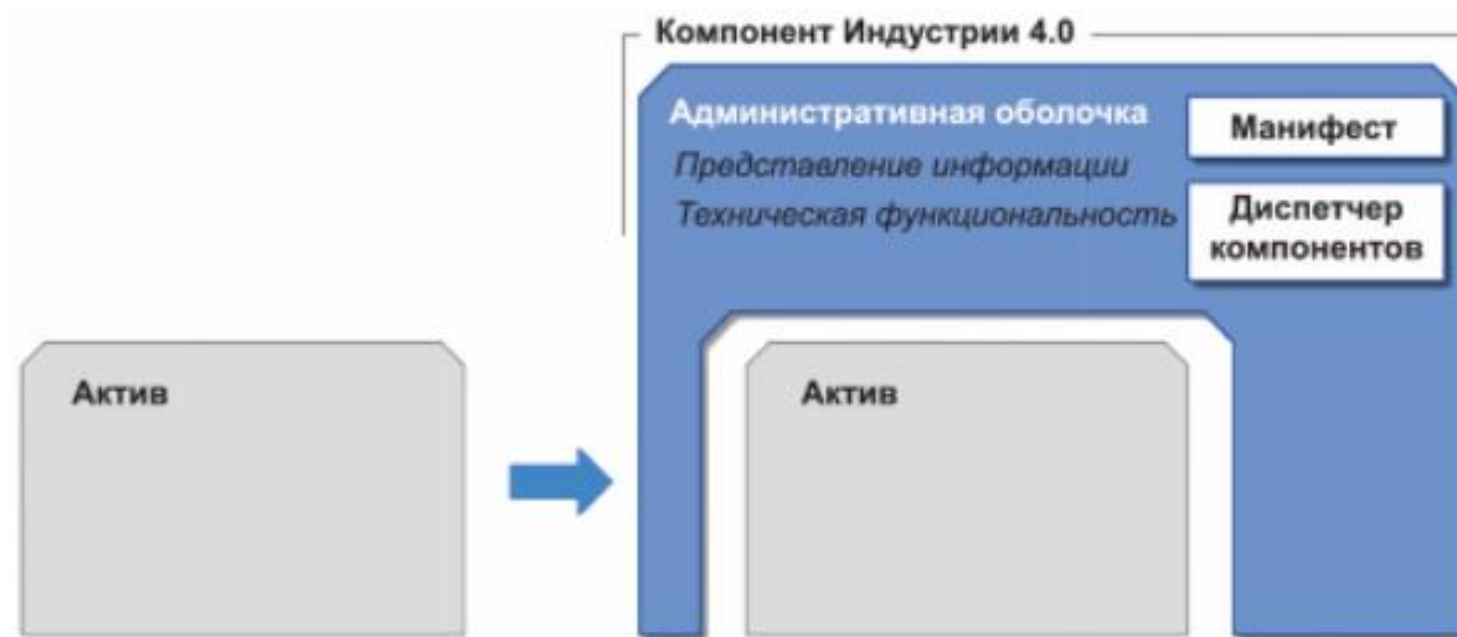 Компонент Индустрии 4.0
Административная оболочка
Представление информации
Техническая функциональность
Манифест
Диспетчер
компонентов
Актив
Актив